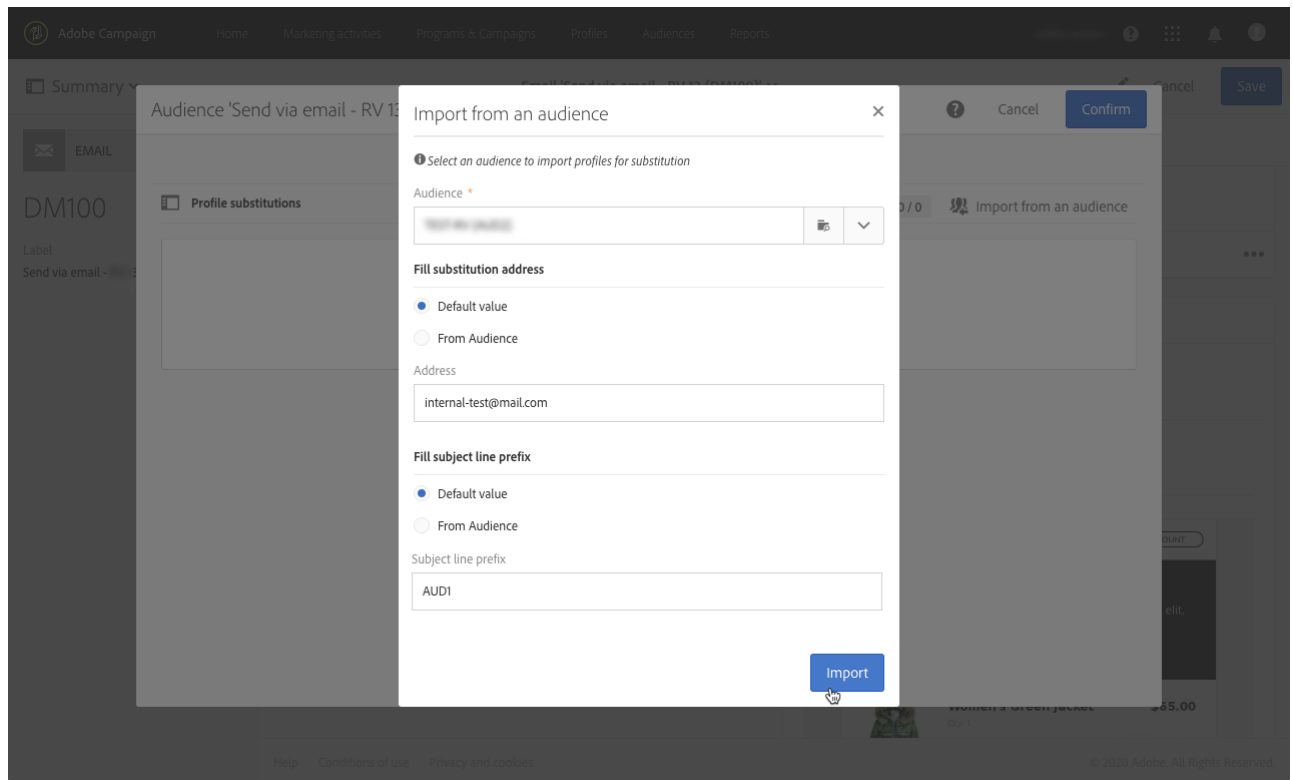 Adobe Campaign Home Marketing activities Programs & Campaigns Profiles Audiences Reports
Summary
Cancel
Save
Audience 'Send via email - RV 13
Cancel
Confirm
EMAIL
DM100
Label
Send via email -
Profile substitutions
0 / 0
Import from an audience
Import from an audience
Select an audience to import profiles for substitution
Audience *
Fill substitution address
Default value
From Audience
Address
internal-test@mail.com
Fill subject line prefix
Default value
From Audience
Subject line prefix
AUD1
Import
elit.
Women's Green Jacket
$65.00
Qty: 1
Help Conditions of use Privacy and cookies
© 2020 Adobe. All Rights Reserved.